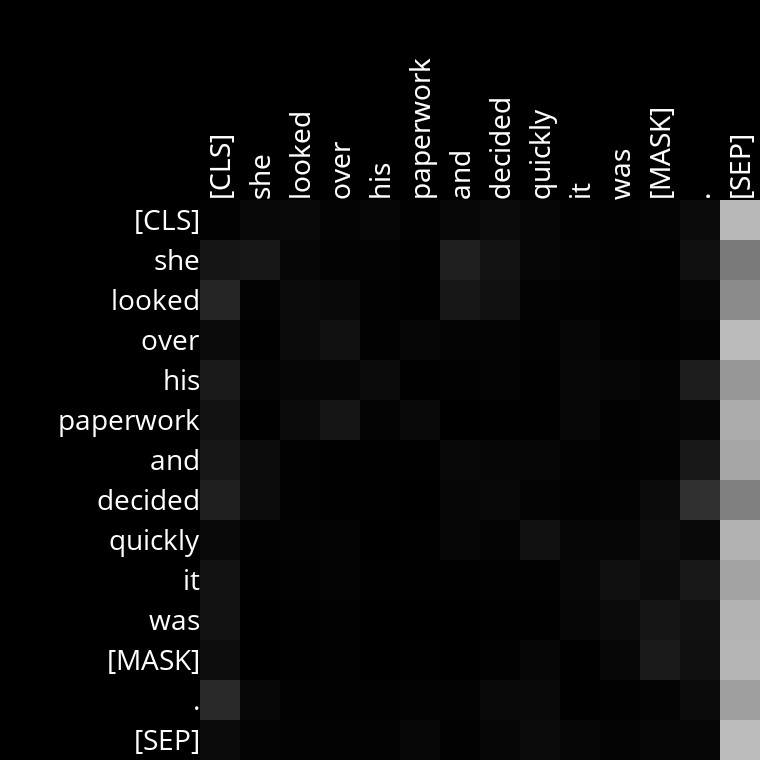 [CLS]
she
looked
over
his
paperwork
and
decided
quickly
it
was
[MASK]
.
[SEP]
[CLS]
she
looked
over
his
paperwork
and
decided
quickly
it
was
[MASK]
.
[SEP]